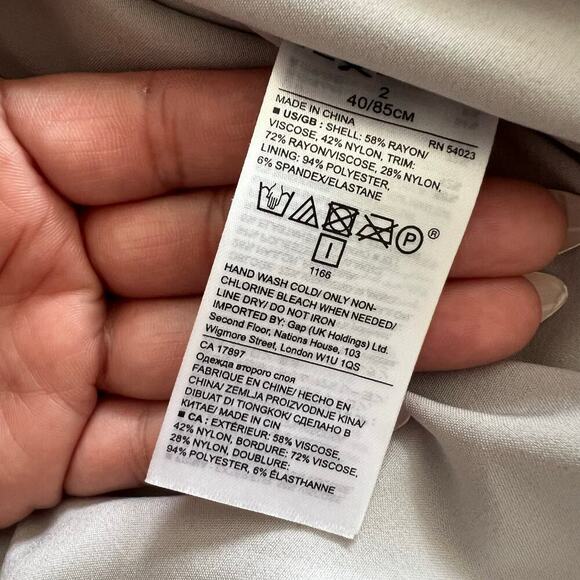 2
40/85CM
MADE IN CHINA
RN 54023
■ US/GB : SHELL: 58% RAYON/
VISCOSE, 42% NYLON, TRIM:
72% RAYON/VISCOSE, 28% NYLON,
LINING: 94% POLYESTER,
6% SPANDEX/ELASTANE
P ®
1166
HAND WASH COLD/ ONLY NON-
CHLORINE BLEACH WHEN NEEDED/
LINE DRY/ DO NOT IRON
IMPORTED BY: Gap (UK Holdings) Ltd.
Second Floor, Nations House, 103
Wigmore Street, London W1U 1QS
CA 17897
Одежда второго слоя
FABRIQUÉ EN CHINE/ HECHO EN
CHINA/ ZEMLJA PROIZVODNJE KINA/
DIBUAT DI TIONGKOK/ СДЕЛАНО В
КИТАЕ/ MADE IN CIN
■ CA : EXTÉRIEUR: 58% VISCOSE,
42% NYLON, BORDURE: 72% VISCOSE,
28% NYLON, DOUBLURE:
94% POLYESTER, 6% ÉLASTHANNE